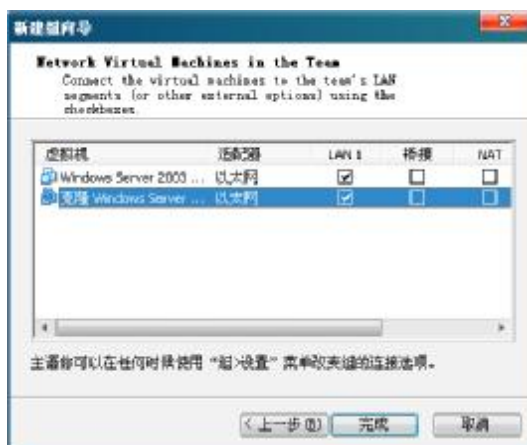 新建组向导
Network Virtual Machines in the Team
Connect the virtual machines to the team's LAN
segments (or other external options) using the
checkboxes.
虚拟机 适配器 LAN 1 桥接 NAT
Windows Server 2003 ... 以太网
克隆 Windows Server ... 以太网
主逼你可以在任何时候使用“组>设置”菜单改变组的连接选项。
<上一步(B) 完成 取消